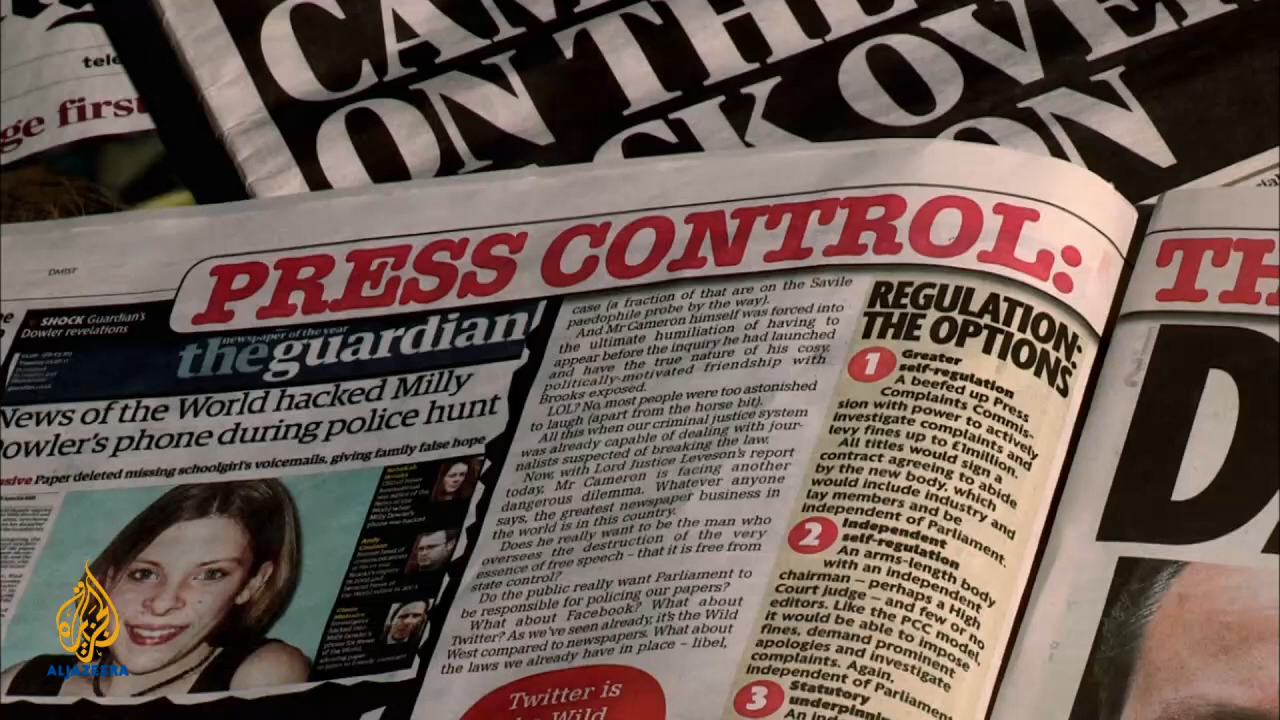 tele
ge first
CAM
ON THE
CK OVER
ON
DMIST
PRESS CONTROL:
TH
SHOCK Guardian's
Dowler revelations
newspaper of the year
theguardian
News of the World hacked Milly
Dowler's phone during police hunt
Paper deleted missing schoolgirl's voicemails, giving family false hope
case (a fraction of that are on the Savile
paedophile probe by the way).
And Mr Cameron himself was forced into
the ultimate humiliation of having to
appear before the inquiry he had launched
and have the true nature of his cosy,
politically-motivated friendship with
Brooks exposed.
LOL? No, most people were too astonished
to laugh (apart from the horse bit).
All this when our criminal justice system
was already capable of dealing with jour-
nalists suspected of breaking the law.
Now, with Lord Justice Leveson's report
today, Mr Cameron is facing another
dangerous dilemma. Whatever anyone
says, the greatest newspaper business in
the world is in this country.
Does he really want to be the man who
oversees the destruction of the very
essence of free speech – that it is free from
state control?
Do the public really want Parliament to
be responsible for policing our papers?
What about Facebook? What about
Twitter? As we've seen already, it's the Wild
West compared to newspapers. What about
the laws we already have in place – libel,
Twitter is
the Wild
REGULATION:
THE OPTIONS
1 Greater
self-regulation
A beefed up Press
Complaints Commis-
sion with power to actively
investigate complaints and
levy fines up to £1million.
All titles would sign a
contract agreeing to abide
by the new body, which
would include industry and
lay members and be
independent of Parliament.
2 Independent
self-regulation
An arms-length body
with an independent
chairman – perhaps a High
Court judge – and few or no
editors. Like the PCC model,
it would be able to impose
fines, demand prominent
apologies and investigate
complaints. Again,
independent of Parliament
3 Statutory
underpinnin
An ind
D
ALJAZEERA